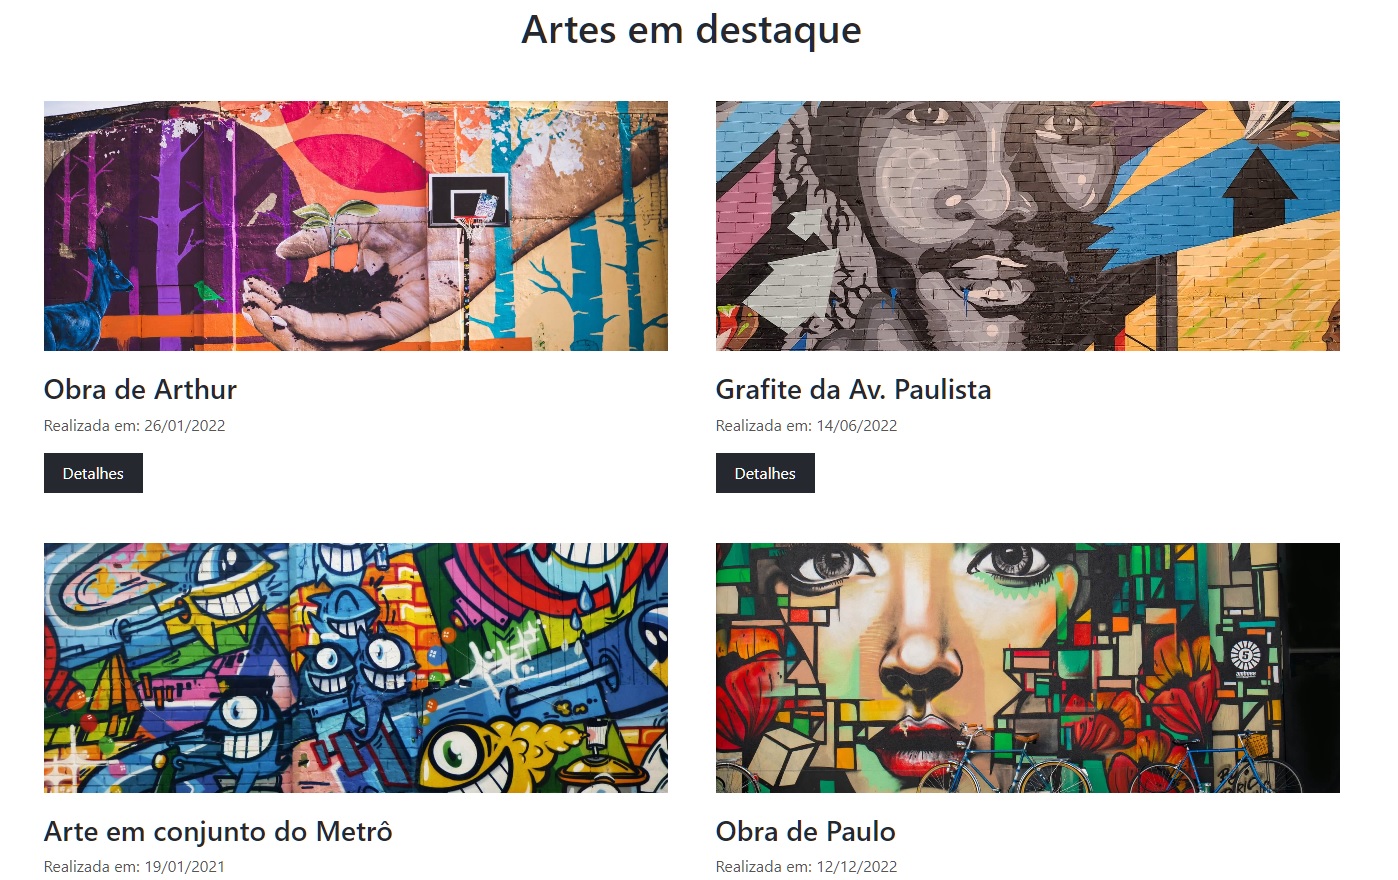 Artes em destaque
Obra de Arthur
Realizada em: 26/01/2022
Detalhes
Grafite da Av. Paulista
Realizada em: 14/06/2022
Detalhes
Arte em conjunto do Metrô
Realizada em: 19/01/2021
Obra de Paulo
Realizada em: 12/12/2022